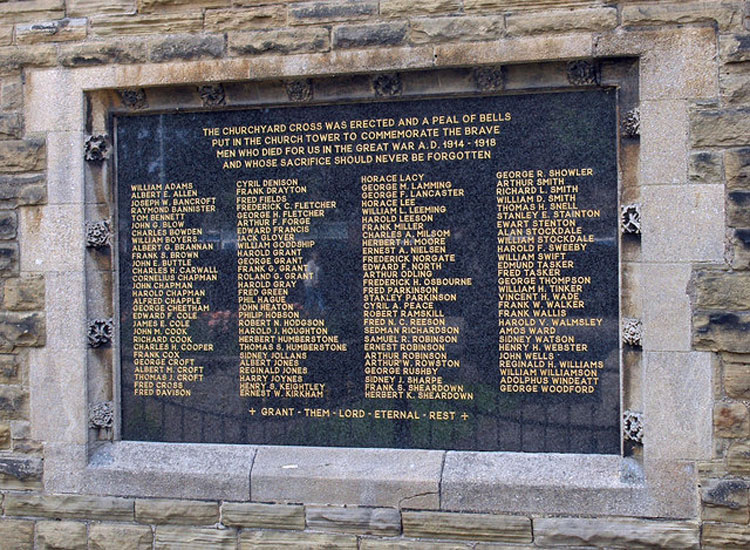 THE CHURCHYARD CROSS WAS ERECTED AND A PEAL OF BELLS
PUT IN THE CHURCH TOWER TO COMMEMORATE THE BRAVE
MEN WHO DIED FOR US IN THE GREAT WAR A.D. 1914 - 1918
AND WHOSE SACRIFICE SHOULD NEVER BE FORGOTTEN
WILLIAM ADAMS
ALBERT E. ALLEN
JOSEPH W. BANCROFT
RAYMOND BANNISTER
TOM BENNETT
JOHN G. BLOW
CHARLES BOWDEN
WILLIAM BOYERS
ALBERT G. BRANNAN
FRANK S. BROWN
JOHN E. BUTTLE
CHARLES H. CARWALL
CORNELIUS CHAPMAN
JOHN CHAPMAN
HAROLD CHAPMAN
ALFRED CHAPPLE
GEORGE CHEETHAM
EDWARD F. COLE
JAMES E. COLE
JOHN M. COOK
RICHARD COOK
CHARLES H. COOPER
FRANK COX
GEORGE CROFT
ALBERT M. CROFT
THOMAS J. CROFT
FRED CROSS
FRED DAVISON
CYRIL DENISON
FRANK DRAYTON
FRED FIELDS
FREDERICK C. FLETCHER
GEORGE H. FLETCHER
ARTHUR F. FORGE
EDWARD FRANCIS
JACK GLOVER
WILLIAM GOODSHIP
HAROLD GRANT
GEORGE GRANT
FRANK G. GRANT
ROLAND G. GRANT
HAROLD GRAY
FRED GREEN
PHIL HAGUE
JOHN HEATON
PHILIP HOBSON
ROBERT N. HODGSON
HAROLD J. HOUGHTON
HERBERT HUMBERSTONE
THOMAS S. HUMBERSTONE
SIDNEY JOLLANS
ALBERT JONES
REGINALD JONES
HARRY JOYNES
HENRY S. KEIGHTLEY
ERNEST W. KIRKHAM
HORACE LACY
GEORGE M. LAMMING
GEORGE F. LANCASTER
HORACE LEE
WILLIAM L. LEEMING
HAROLD LEESON
FRANK MILLER
CHARLES A. MILSOM
HERBERT H. MOORE
ERNEST A. NIELSEN
FREDERICK NORGATE
EDWARD F. NORTH
ARTHUR ODLING
FREDERICK H. OSBOURNE
FRED PARKINSON
STANLEY PARKINSON
CYRIL A. PEACE
ROBERT RAMSKILL
FRED N. C. REESON
SEDMAN RICHARDSON
SAMUEL R. ROBINSON
ERNEST ROBINSON
ARTHUR ROBINSON
ARTHUR W. ROWSTON
GEORGE RUSHBY
SIDNEY J. SHARPE
FRANK S. SHEARDOWN
HERBERT K. SHEARDOWN
GEORGE R. SHOWLER
ARTHUR SMITH
RICHARD L. SMITH
WILLIAM D. SMITH
THOMAS H. SNELL
STANLEY E. STAINTON
EWART STENTON
ALAN STOCKDALE
WILLIAM STOCKDALE
HAROLD F. SWEEBY
WILLIAM SWIFT
EDMUND TASKER
FRED TASKER
GEORGE THOMPSON
WILLIAM H. TINKER
VINCENT H. WADE
FRANK W. WALKER
FRANK WALLIS
HAROLD V. WALMSLEY
AMOS WARD
SIDNEY WATSON
HENRY H. WEBSTER
JOHN WELLS
REGINALD H. WILLIAMS
WILLIAM WILLIAMSON
ADOLPHUS WINDEATT
GEORGE WOODFORD
+ GRANT - THEM - LORD - ETERNAL - REST +